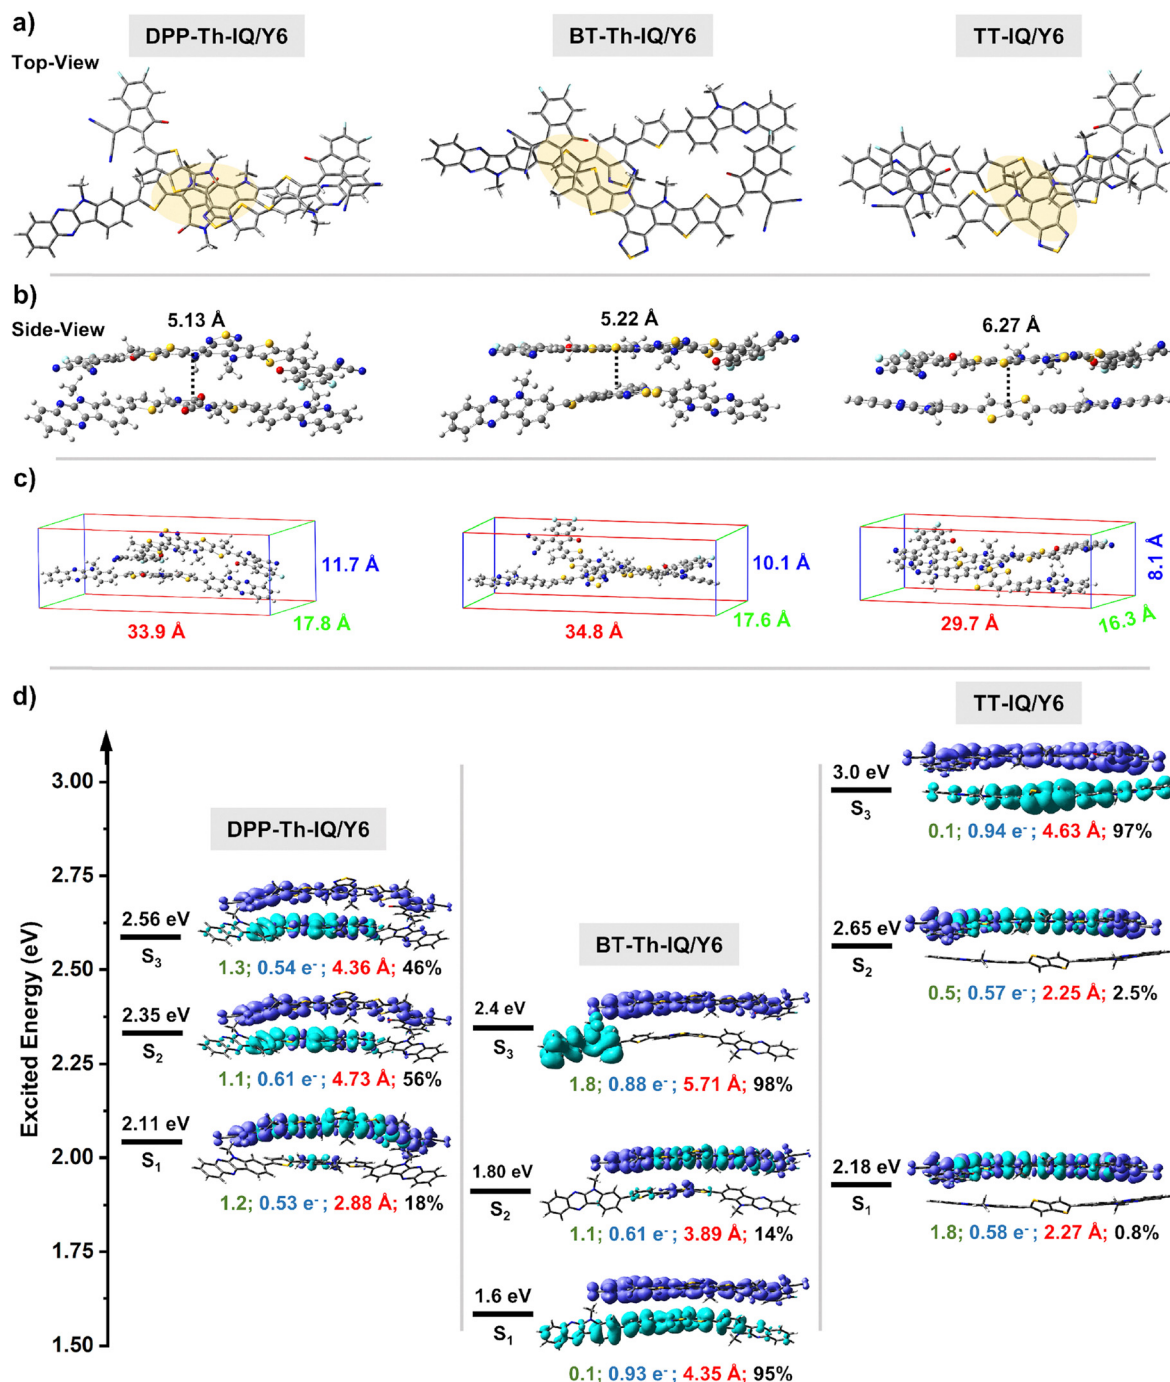 a)
DPP-Th-IQ/Y6
BT-Th-IQ/Y6
TT-IQ/Y6
Top-View
b)
Side-View
5.13 Å
5.22 Å
6.27 Å
c)
11.7 Å
17.8 Å
33.9 Å
10.1 Å
17.6 Å
34.8 Å
8.1 Å
16.3 Å
29.7 Å
d)
Excited Energy (eV)
3.00
2.75
2.50
2.25
2.00
1.75
1.50
DPP-Th-IQ/Y6
2.56 eV
S₃
1.3; 0.54 e⁻; 4.36 Å; 46%
2.35 eV
S₂
1.1; 0.61 e⁻; 4.73 Å; 56%
2.11 eV
S₁
1.2; 0.53 e⁻; 2.88 Å; 18%
BT-Th-IQ/Y6
2.4 eV
S₃
1.8; 0.88 e⁻; 5.71 Å; 98%
1.80 eV
S₂
1.1; 0.61 e⁻; 3.89 Å; 14%
1.6 eV
S₁
0.1; 0.93 e⁻; 4.35 Å; 95%
TT-IQ/Y6
3.0 eV
S₃
0.1; 0.94 e⁻; 4.63 Å; 97%
2.65 eV
S₂
0.5; 0.57 e⁻; 2.25 Å; 2.5%
2.18 eV
S₁
1.8; 0.58 e⁻; 2.27 Å; 0.8%